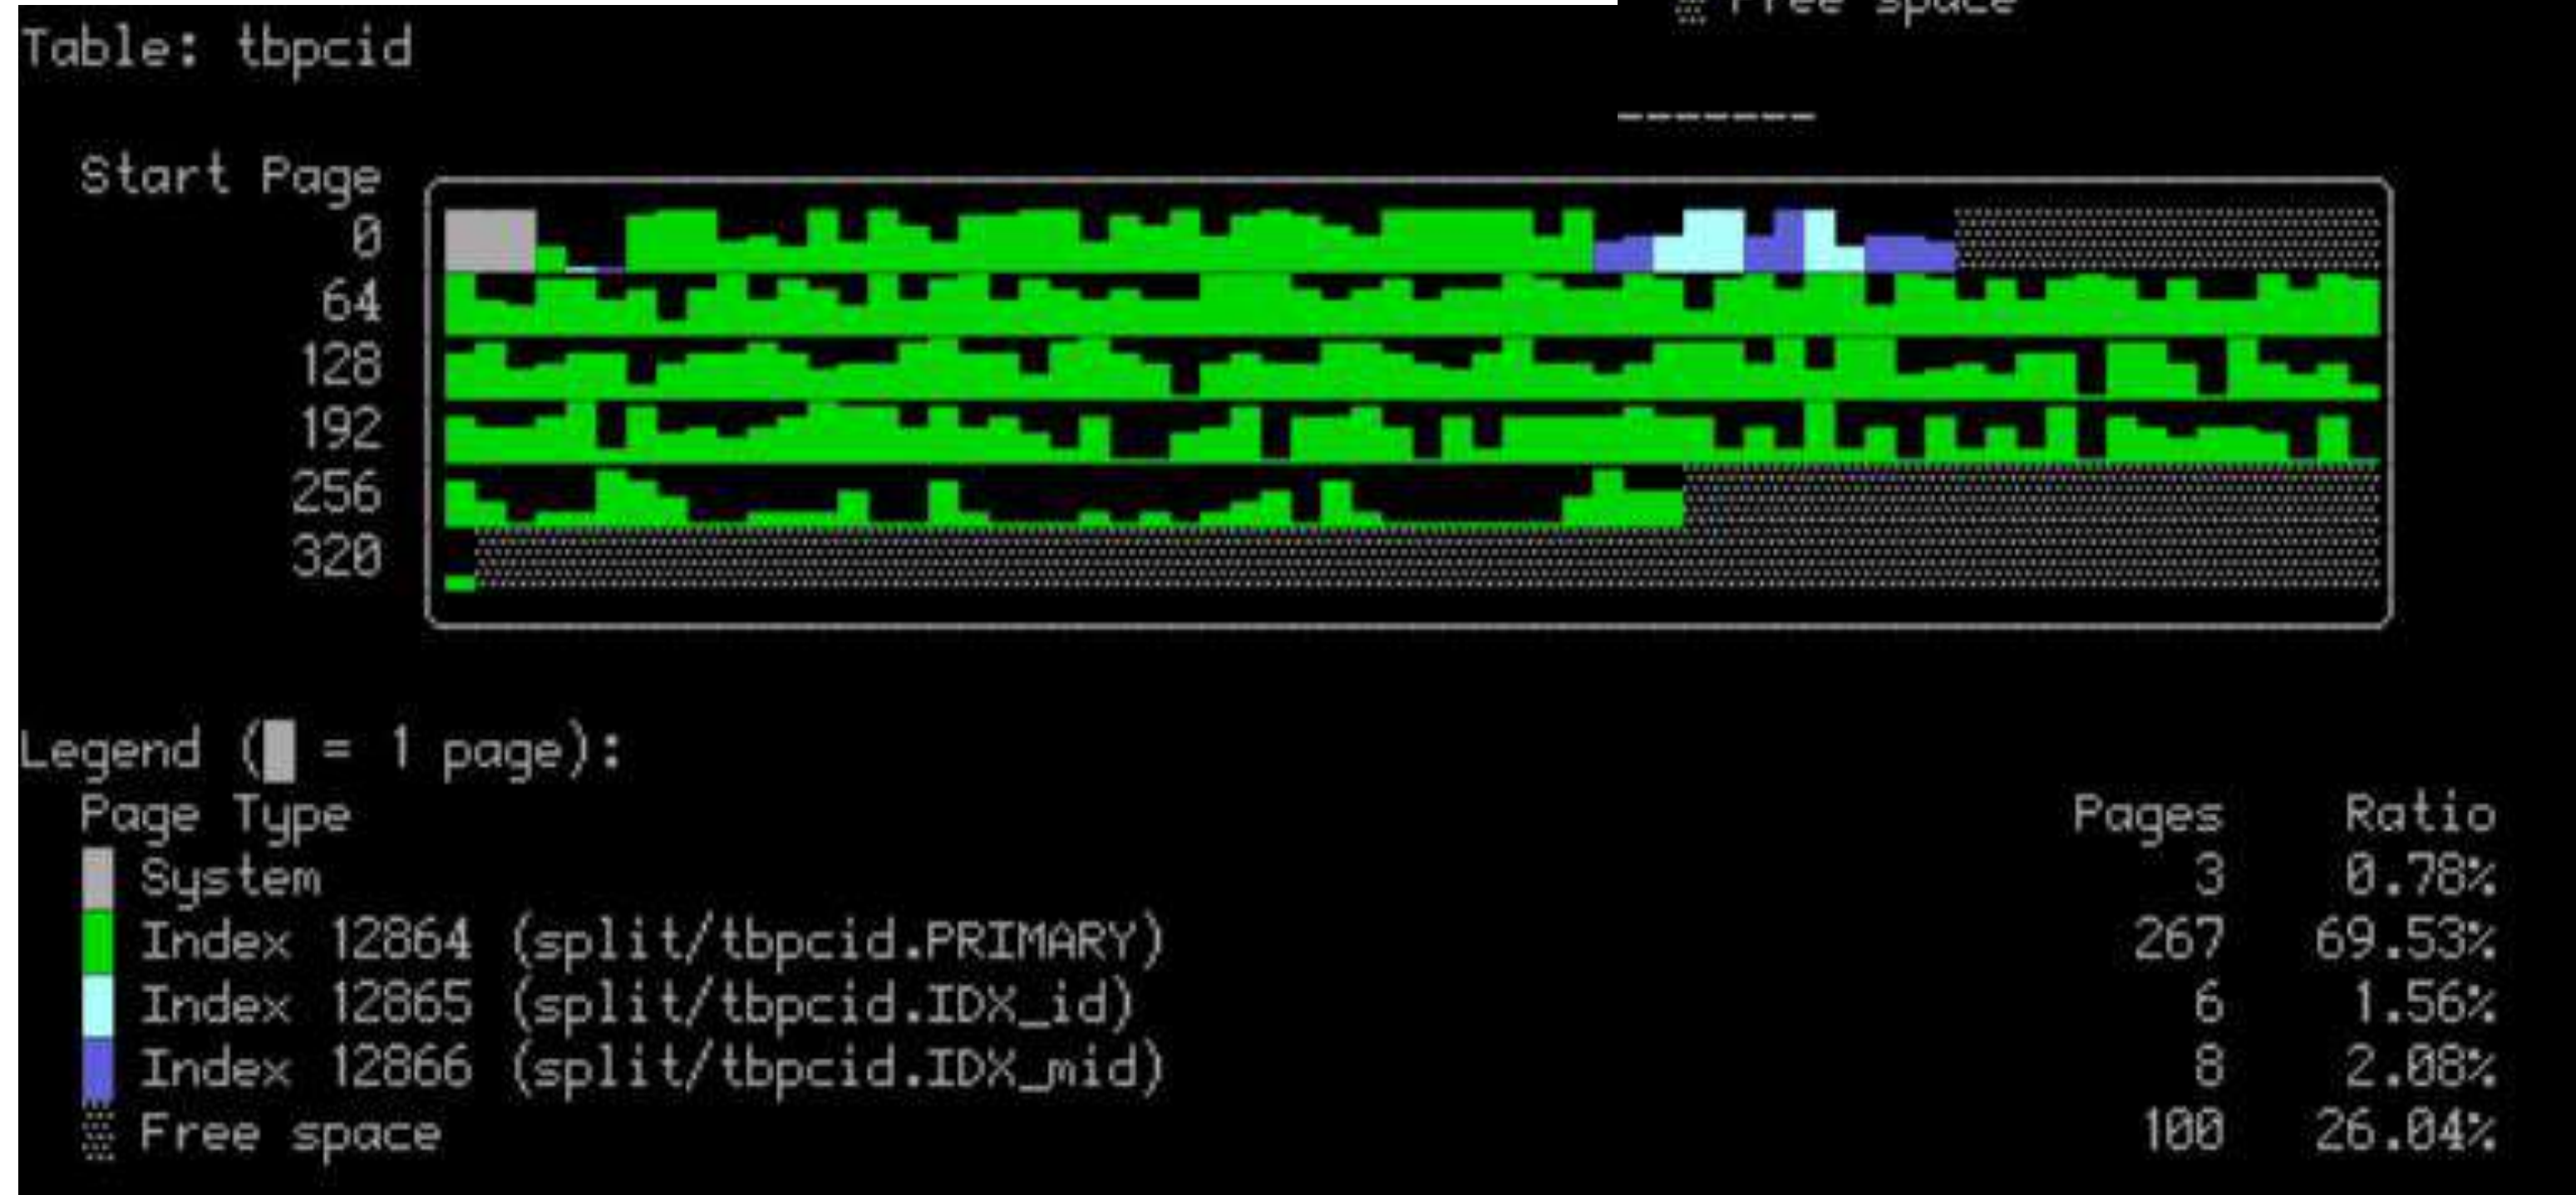 Free space
Table: tbpcid
-------
Start Page
0
64
128
192
256
320
Legend (█ = 1 page):
Page Type Pages Ratio
System 3 0.78%
Index 12864 (split/tbpcid.PRIMARY) 267 69.53%
Index 12865 (split/tbpcid.IDX_id) 6 1.56%
Index 12866 (split/tbpcid.IDX_mid) 8 2.08%
Free space 100 26.04%